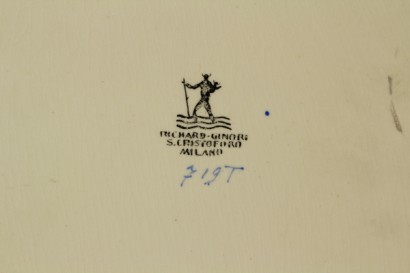 RICHARD-GINORI
S.CRISTOFORO
MILANO
719T